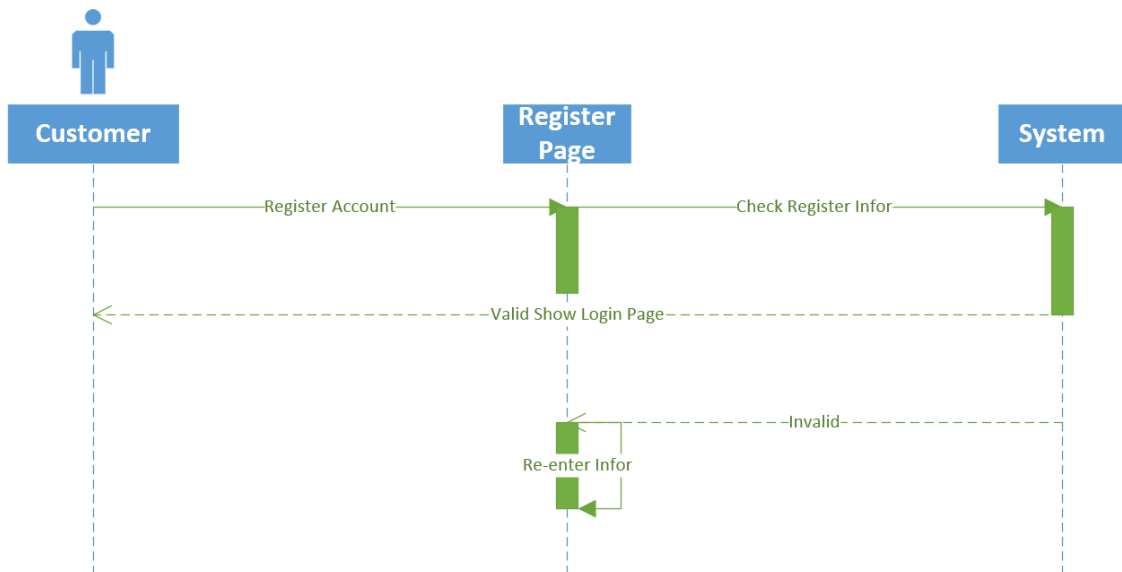 Customer
Register
Page
System
Register Account
Check Register Infor
Valid Show Login Page
Invalid
Re-enter Infor